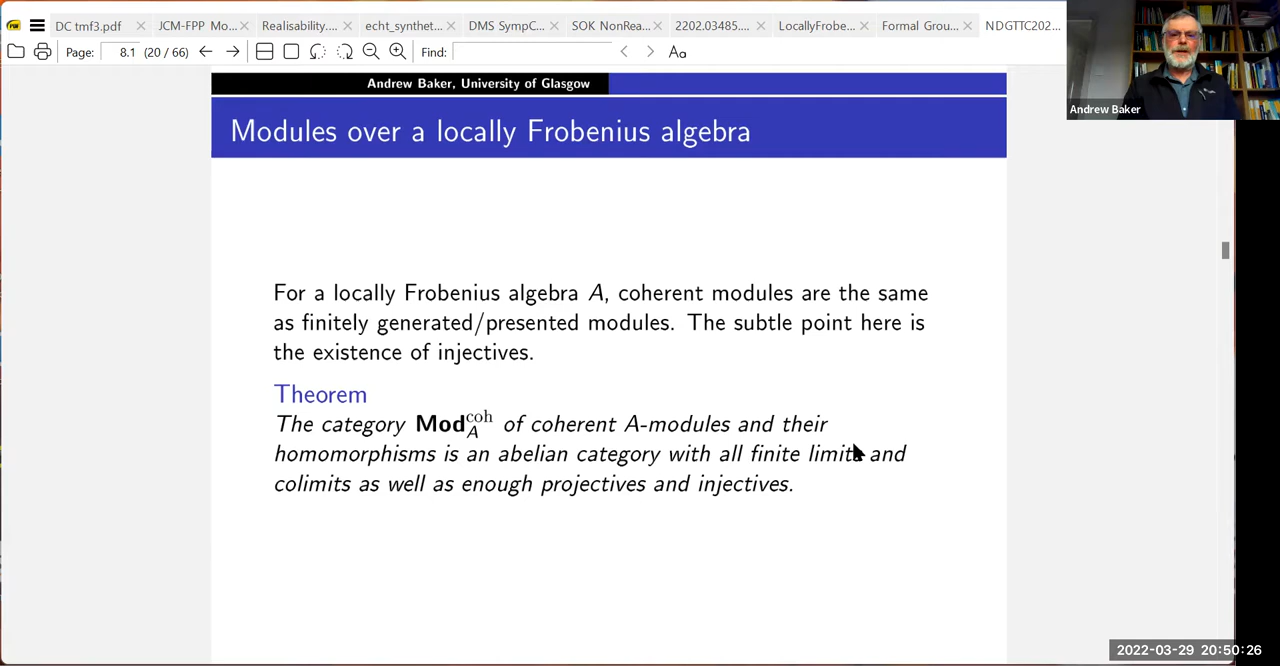 DC tmf3.pdf JCM-FPP Mo... Realisability.... echt_synthet... DMS SympC... SOK NonRea... 2202.03485.... LocallyFrobe... Formal Grou... NDGTTC202...
Page: 8.1 (20 / 66) Find: Aa
Andrew Baker
Andrew Baker, University of Glasgow
Modules over a locally Frobenius algebra
For a locally Frobenius algebra A, coherent modules are the same
as finitely generated/presented modules. The subtle point here is
the existence of injectives.
Theorem
The category Mod_A^coh of coherent A-modules and their
homomorphisms is an abelian category with all finite limits and
colimits as well as enough projectives and injectives.
2022-03-29 20:50:26